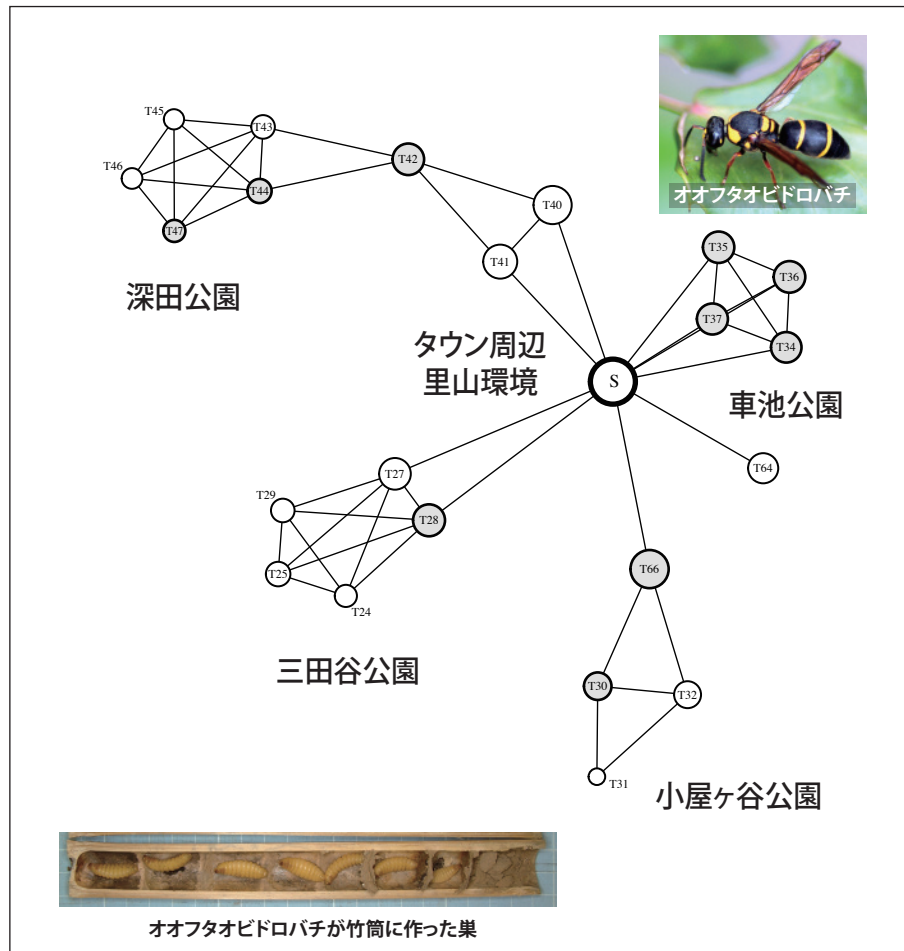 オオフタオビドロバチ
T45
T43
T46
T44
T47
T42
T40
T41
深田公園
T35
T36
T37
T34
タウン周辺
里山環境
S
車池公園
T64
T27
T29
T28
T25
T24
三田谷公園
T66
T30
T32
T31
小屋ヶ谷公園
オオフタオビドロバチが竹筒に作った巣